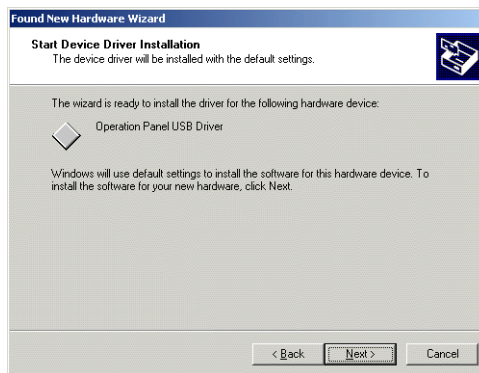 Found New Hardware Wizard
Start Device Driver Installation
The device driver will be installed with the default settings.
The wizard is ready to install the driver for the following hardware device:
Operation Panel USB Driver
Windows will use default settings to install the software for this hardware device. To
install the software for your new hardware, click Next.
< Back Next > Cancel